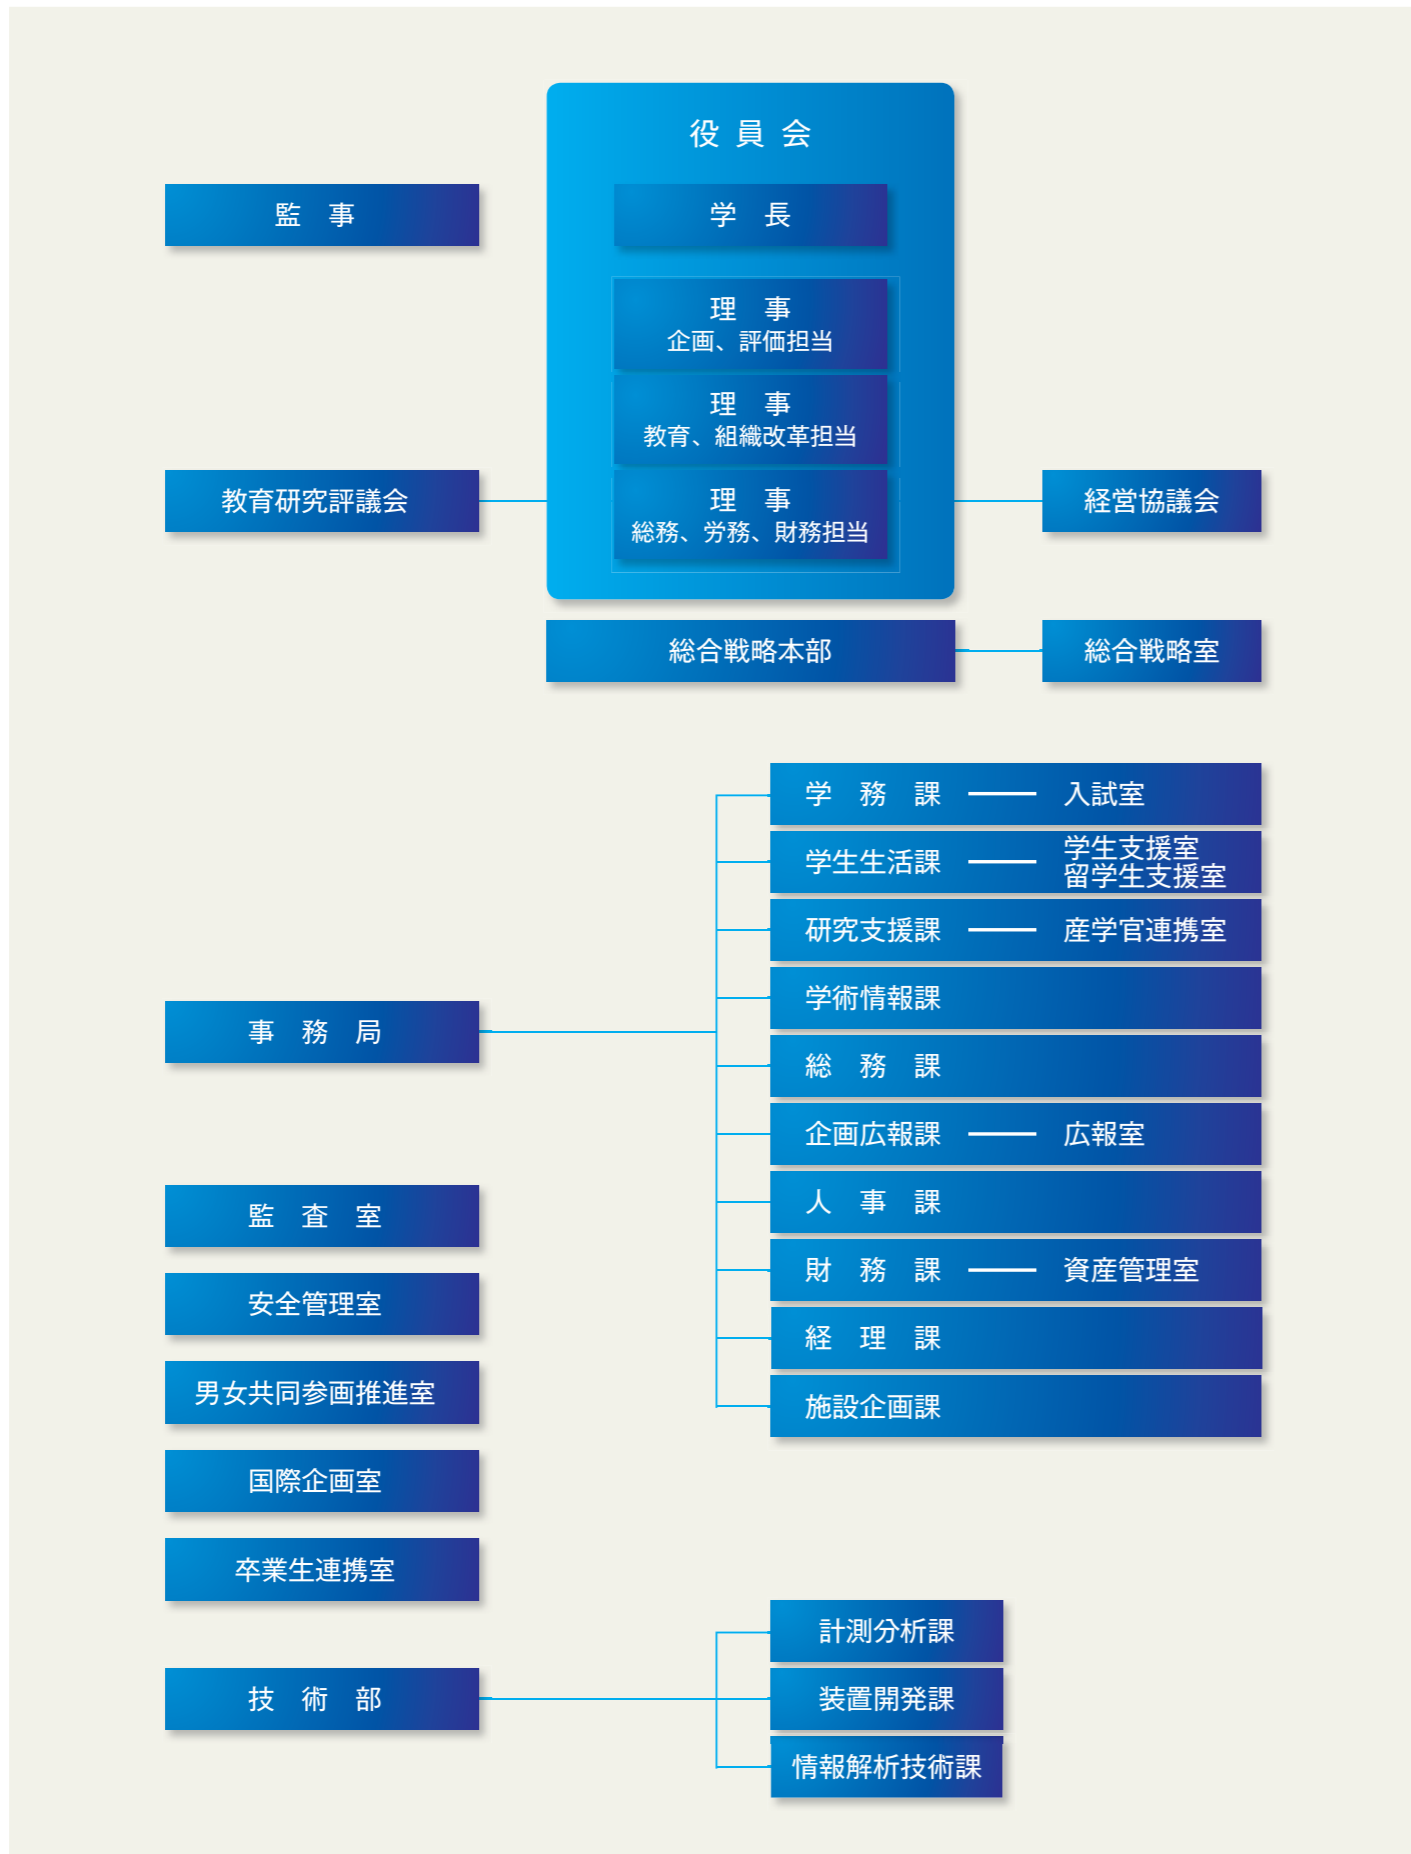 役員会
監　事
学　長
理　事
企画、評価担当
理　事
教育、組織改革担当
理　事
総務、労務、財務担当
教育研究評議会
経営協議会
総合戦略本部
総合戦略室
事　務　局
学　務　課 ── 入試室
学生生活課 ── 学生支援室
留学生支援室
研究支援課 ── 産学官連携室
学術情報課
総　務　課
企画広報課 ── 広報室
人　事　課
財　務　課 ── 資産管理室
経　理　課
施設企画課
監　査　室
安全管理室
男女共同参画推進室
国際企画室
卒業生連携室
技　術　部
計測分析課
装置開発課
情報解析技術課